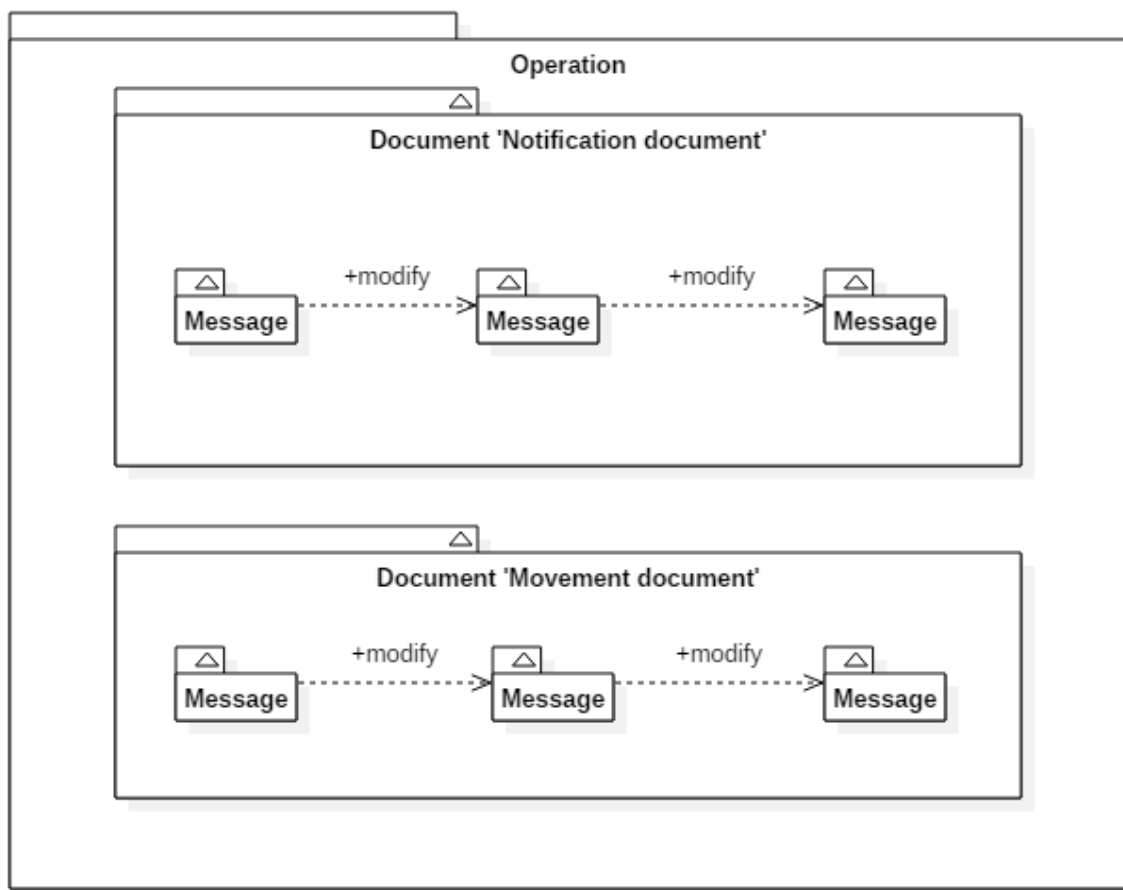 Operation
Document 'Notification document'
+modify
+modify
Message
Message
Message
Document 'Movement document'
+modify
+modify
Message
Message
Message